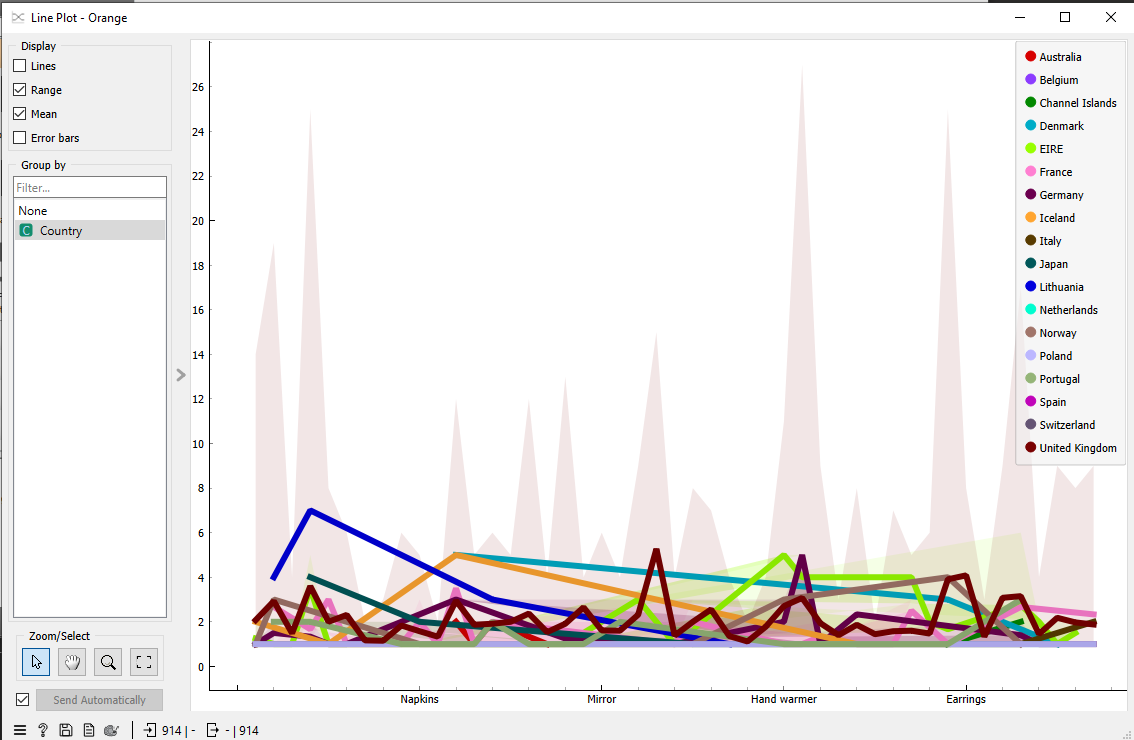 Line Plot - Orange
Display
Lines
Range
Mean
Error bars
Group by
Filter...
None
C Country
Zoom/Select
Send Automatically
914 | -
- | 914
26
24
22
20
18
16
14
12
10
8
6
4
2
0
Napkins
Mirror
Hand warmer
Earrings
Australia
Belgium
Channel Islands
Denmark
EIRE
France
Germany
Iceland
Italy
Japan
Lithuania
Netherlands
Norway
Poland
Portugal
Spain
Switzerland
United Kingdom